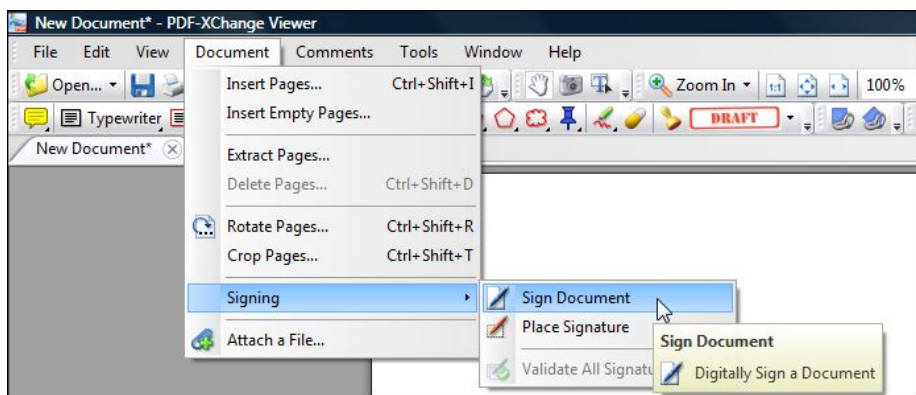 New Document* - PDF-XChange Viewer
File Edit View Document Comments Tools Window Help
Open... Zoom In 1:1 100%
Typewriter DRAFT
New Document*
Insert Pages... Ctrl+Shift+I
Insert Empty Pages...
Extract Pages...
Delete Pages... Ctrl+Shift+D
Rotate Pages... Ctrl+Shift+R
Crop Pages... Ctrl+Shift+T
Signing
Attach a File...
Sign Document
Place Signature
Validate All Signatu
Sign Document
Digitally Sign a Document